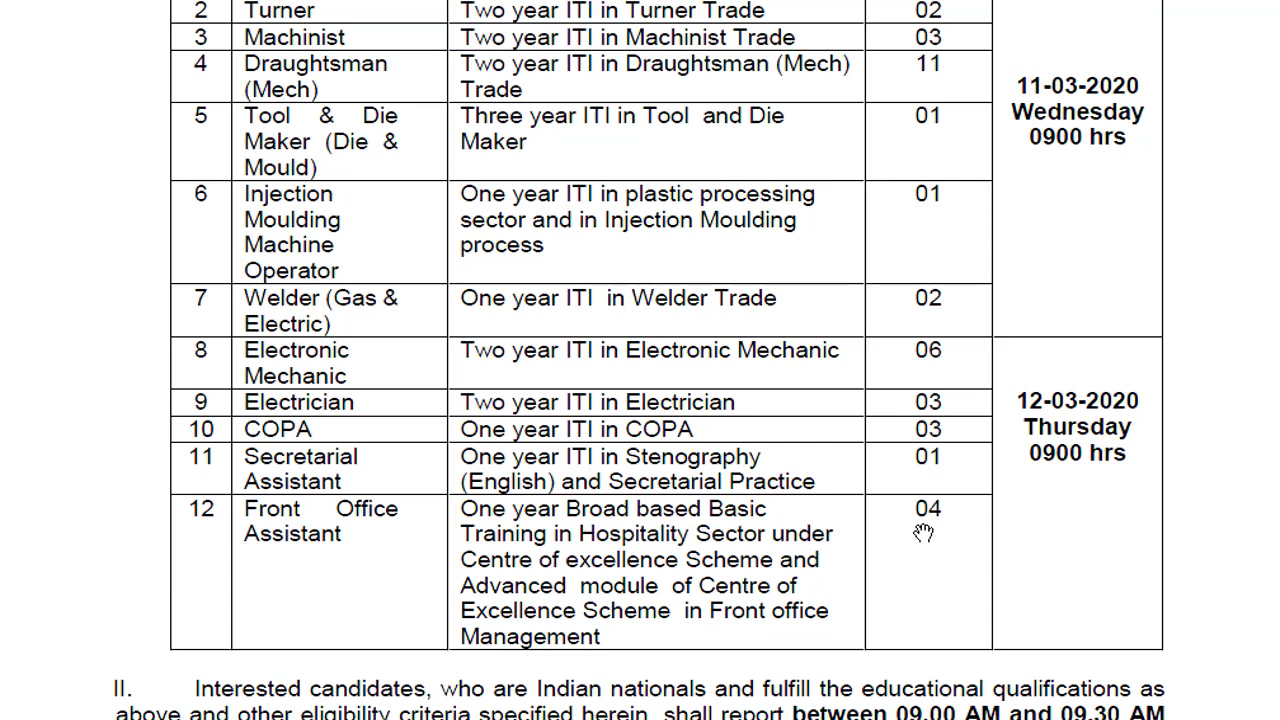 2 Turner Two year ITI in Turner Trade 02
3 Machinist Two year ITI in Machinist Trade 03
4 Draughtsman Two year ITI in Draughtsman (Mech) 11
(Mech) Trade
11-03-2020
Wednesday
0900 hrs
5 Tool & Die Three year ITI in Tool and Die 01
Maker (Die & Maker
Mould)
6 Injection One year ITI in plastic processing 01
Moulding sector and in Injection Moulding
Machine process
Operator
7 Welder (Gas & One year ITI in Welder Trade 02
Electric)
8 Electronic Two year ITI in Electronic Mechanic 06
Mechanic
9 Electrician Two year ITI in Electrician 03
12-03-2020
Thursday
0900 hrs
10 COPA One year ITI in COPA 03
11 Secretarial One year ITI in Stenography 01
Assistant (English) and Secretarial Practice
12 Front Office One year Broad based Basic 04
Assistant Training in Hospitality Sector under
Centre of excellence Scheme and
Advanced module of Centre of
Excellence Scheme in Front office
Management
II. Interested candidates, who are Indian nationals and fulfill the educational qualifications as
above and other eligibility criteria specified herein, shall report between 09.00 AM and 09.30 AM